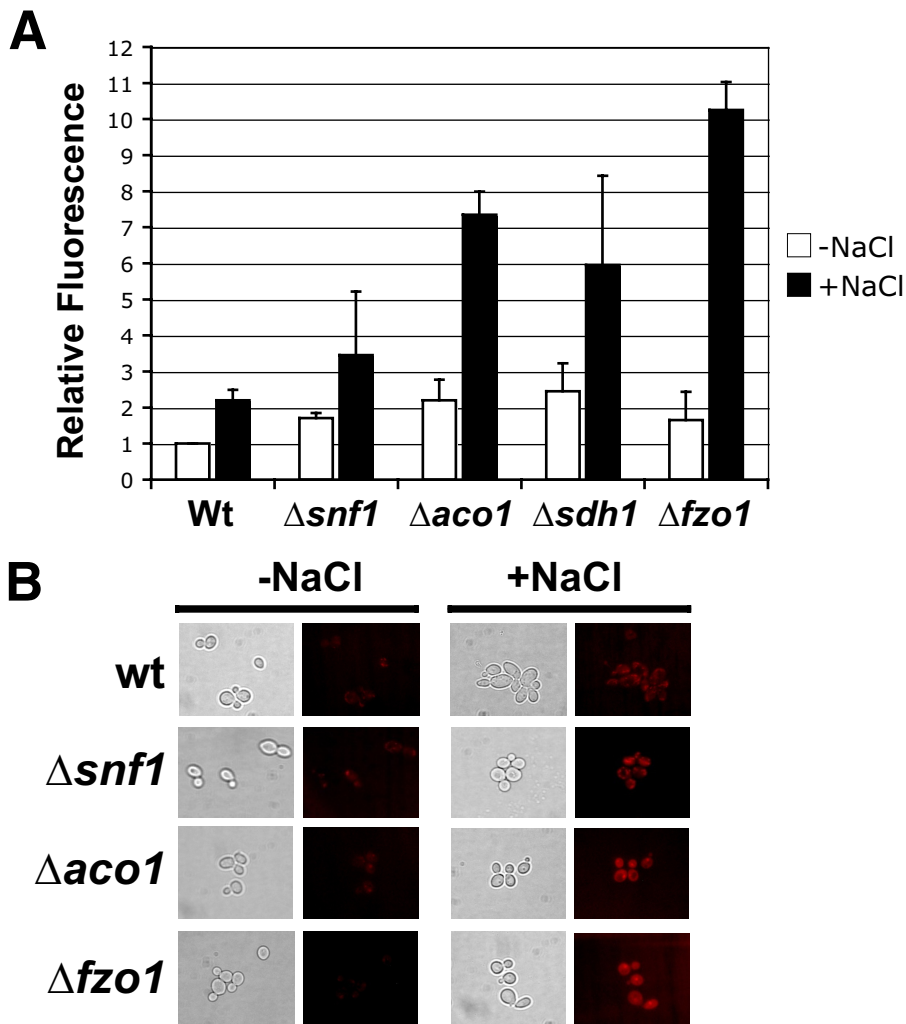 A
12
11
10
9
8
7
6
5
4
3
2
1
0
Relative Fluorescence
-NaCl
+NaCl
Wt Δsnf1 Δaco1 Δsdh1 Δfzo1
B
-NaCl +NaCl
wt
Δsnf1
Δaco1
Δfzo1